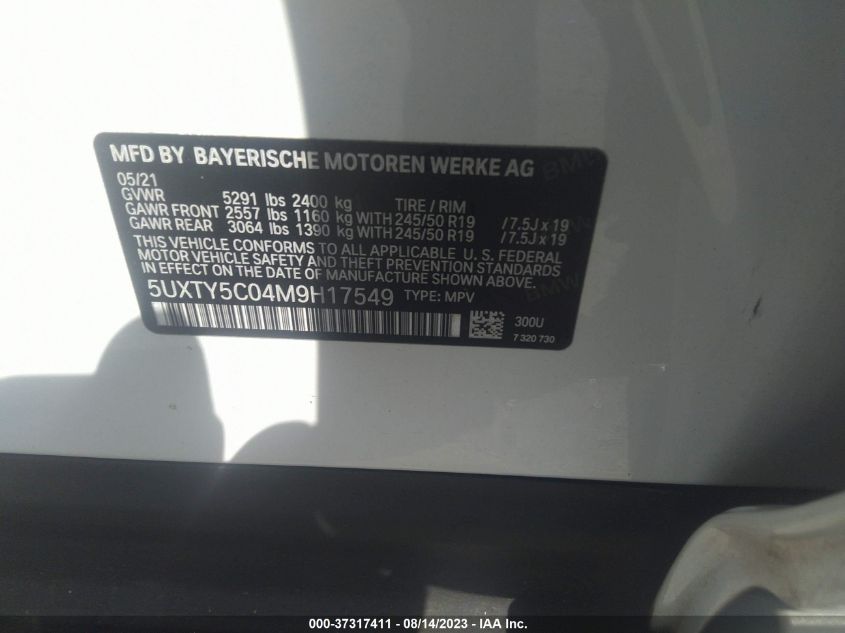 MFD BY BAYERISCHE MOTOREN WERKE AG
05/21
GVWR 5291 lbs 2400 kg TIRE / RIM
GAWR FRONT 2557 lbs 1160 kg WITH 245/50 R19 / 7.5J x 19
GAWR REAR 3064 lbs 1390 kg WITH 245/50 R19 / 7.5J x 19
THIS VEHICLE CONFORMS TO ALL APPLICABLE U. S. FEDERAL
MOTOR VEHICLE SAFETY AND THEFT PREVENTION STANDARDS
IN EFFECT ON THE DATE OF MANUFACTURE SHOWN ABOVE.
5UXTY5C04M9H17549 TYPE: MPV
300U
7 320 730
BMW
BMW
000-37317411 - 08/14/2023 - IAA Inc.